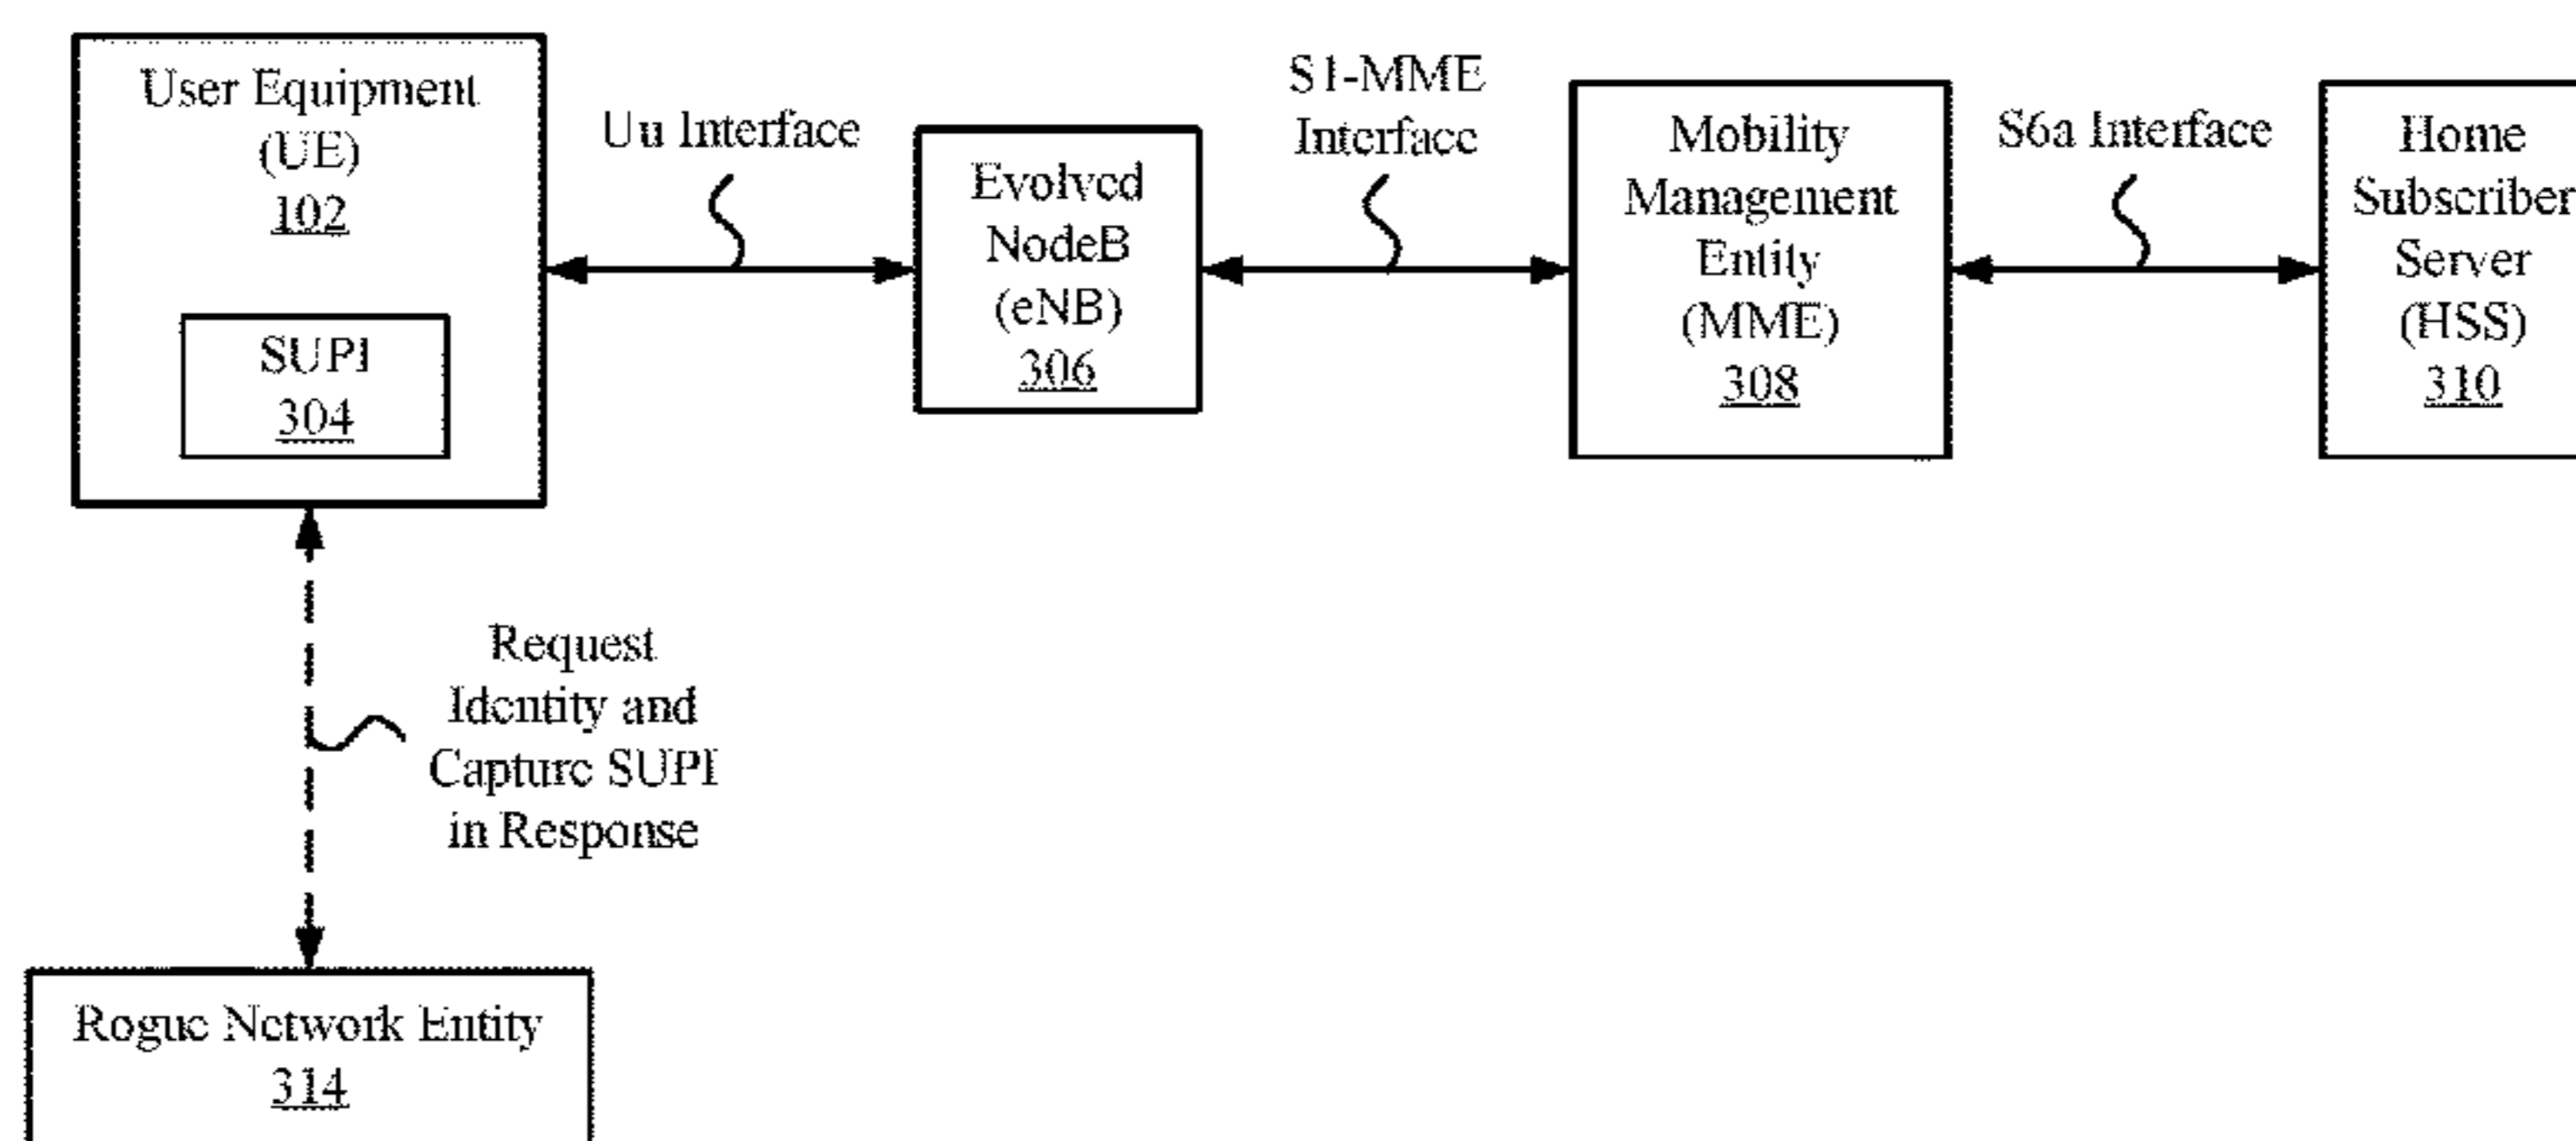 User Equipment
(UE)
102
SUPI
304
Uu Interface
Evolved
NodeB
(eNB)
306
S1-MME
Interface
Mobility
Management
Entity
(MME)
308
S6a Interface
Home
Subscriber
Server
(HSS)
310
Request
Identity and
Capture SUPI
in Response
Rogue Network Entity
314